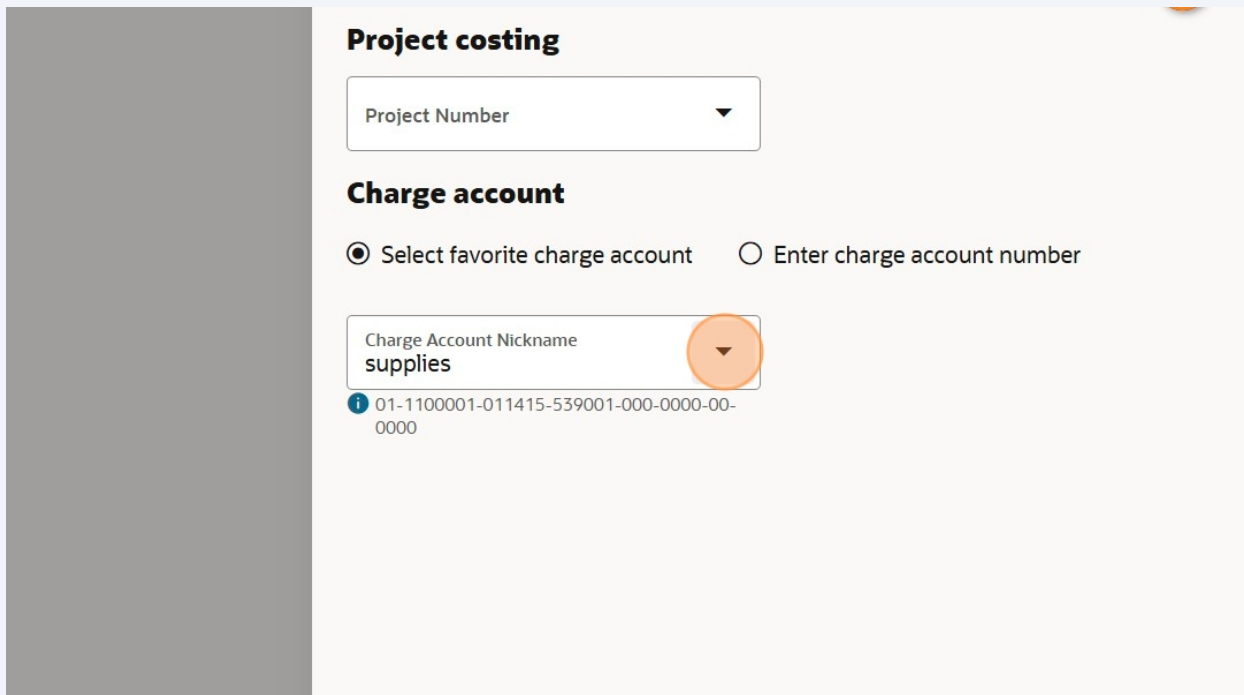 Project costing
Project Number
Charge account
Select favorite charge account Enter charge account number
Charge Account Nickname
supplies
01-1100001-011415-539001-000-0000-00-
0000